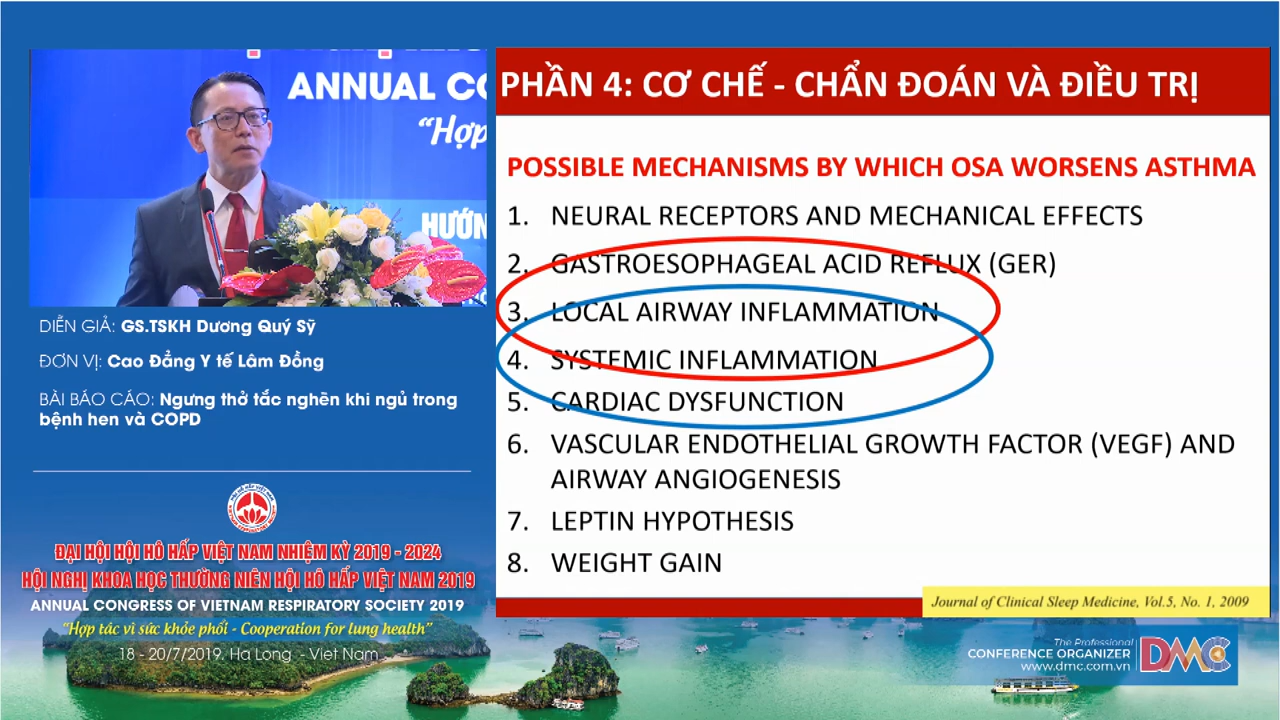 ANNUAL CO
“Hợp
HƯỚN
DIỄN GIẢ: GS.TSKH Dương Quý Sỹ
ĐƠN VỊ: Cao Đẳng Y tế Lâm Đồng
BÀI BÁO CÁO: Ngưng thở tắc nghẽn khi ngủ trong
bệnh hen và COPD
ĐẠI HỘI HỘI HÔ HẤP VIỆT NAM NHIỆM KỲ 2019 - 2024
HỘI NGHỊ KHOA HỌC THƯỜNG NIÊN HỘI HÔ HẤP VIỆT NAM 2019
ANNUAL CONGRESS OF VIETNAM RESPIRATORY SOCIETY 2019
“Hợp tác vì sức khỏe phổi - Cooperation for lung health”
18 - 20/7/2019. Ha Long - Viet Nam
PHẦN 4: CƠ CHẾ - CHẨN ĐOÁN VÀ ĐIỀU TRỊ
POSSIBLE MECHANISMS BY WHICH OSA WORSENS ASTHMA
1. NEURAL RECEPTORS AND MECHANICAL EFFECTS
2. GASTROESOPHAGEAL ACID REFLUX (GER)
3. LOCAL AIRWAY INFLAMMATION
4. SYSTEMIC INFLAMMATION
5. CARDIAC DYSFUNCTION
6. VASCULAR ENDOTHELIAL GROWTH FACTOR (VEGF) AND
AIRWAY ANGIOGENESIS
7. LEPTIN HYPOTHESIS
8. WEIGHT GAIN
Journal of Clinical Sleep Medicine, Vol.5, No. 1, 2009
The Professional
CONFERENCE ORGANIZER
www.dmc.com.vn
DMC